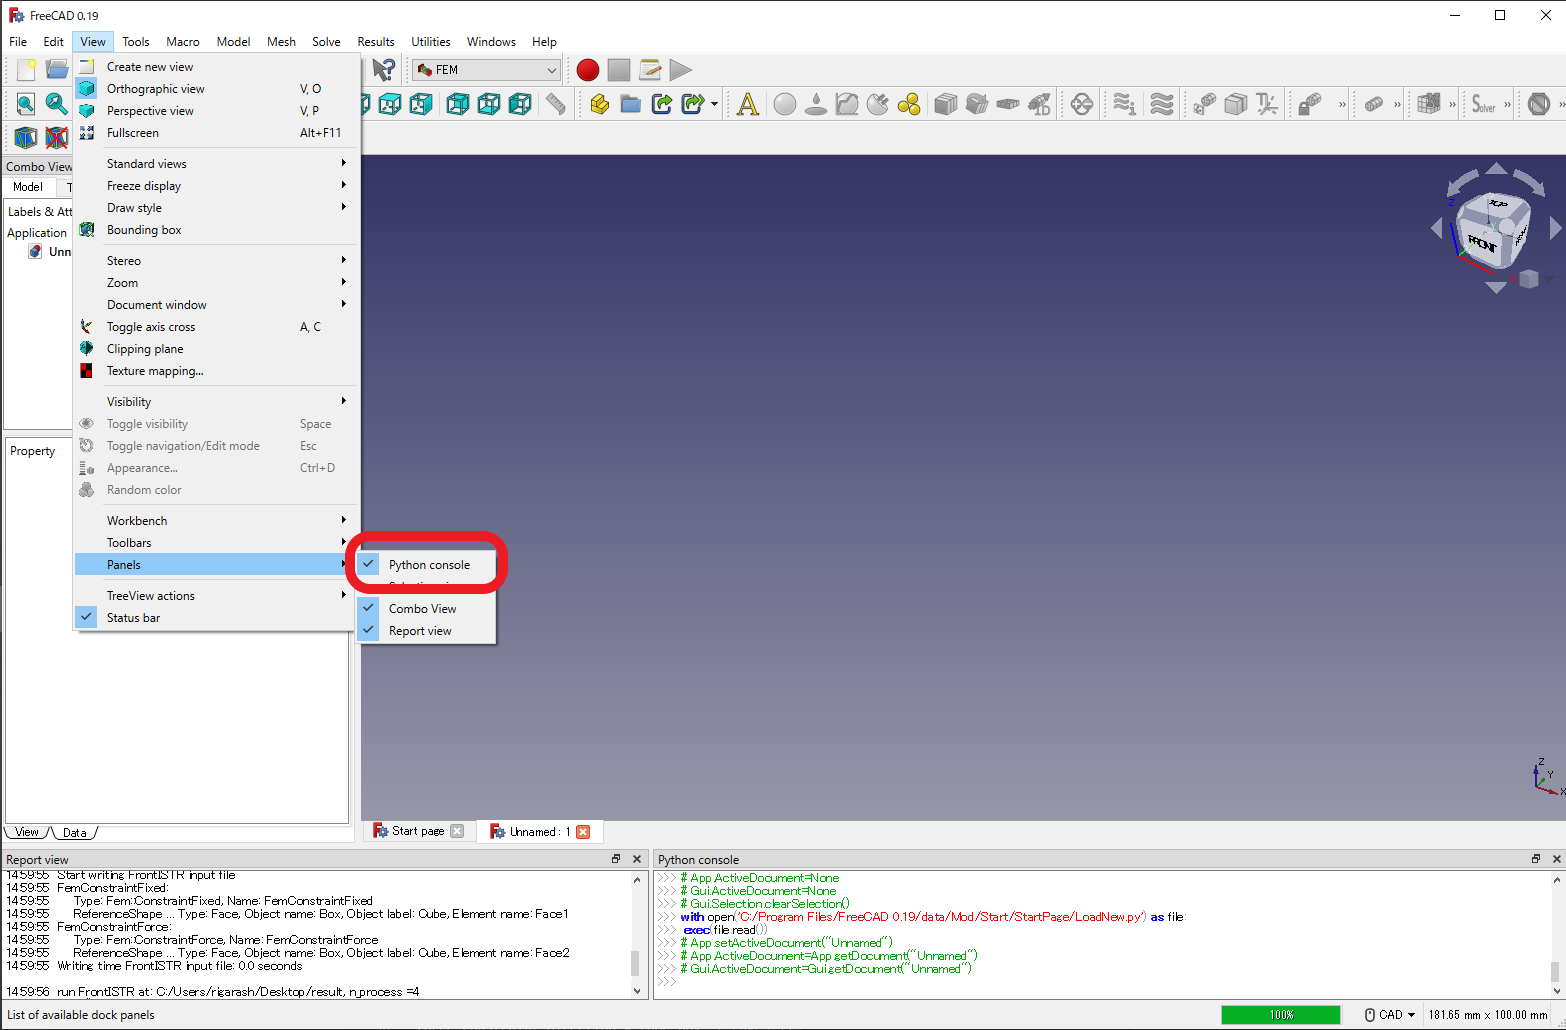 FreeCAD 0.19
File Edit View Tools Macro Model Mesh Solve Results Utilities Windows Help
FEM
Solver
Create new view
Orthographic view V, O
Perspective view V, P
Fullscreen Alt+F11
Standard views
Freeze display
Draw style
Bounding box
Stereo
Zoom
Document window
Toggle axis cross A, C
Clipping plane
Texture mapping...
Visibility
Toggle visibility Space
Toggle navigation/Edit mode Esc
Appearance... Ctrl+D
Random color
Workbench
Toolbars
Panels
TreeView actions
Status bar
Python console
Combo View
Report view
Combo View
Model T
Labels & Att
Application
Unn
Property
View Data
TOP
FRONT
Z
Z
Y
X
Start page
Unnamed : 1
Report view
14:59:55 Start writing FrontISTR input file
14:59:55 FemConstraintFixed:
14:59:55 Type: Fem::ConstraintFixed, Name: FemConstraintFixed
14:59:55 ReferenceShape ... Type: Face, Object name: Box, Object label: Cube, Element name: Face1
14:59:55 FemConstraintForce:
14:59:55 Type: Fem::ConstraintForce, Name: FemConstraintForce
14:59:55 ReferenceShape ... Type: Face, Object name: Box, Object label: Cube, Element name: Face2
14:59:55 Writing time FrontISTR input file: 0.0 seconds
14:59:56 run FrontISTR at: C:/Users/rigarash/Desktop/result, n_process =4
Python console
>>> # App.ActiveDocument=None
>>> # Gui.ActiveDocument=None
>>> # Gui.Selection.clearSelection()
>>> with open('C:/Program Files/FreeCAD 0.19/data/Mod/Start/StartPage/LoadNew.py') as file:
>>> exec(file.read())
>>> # App.setActiveDocument("Unnamed")
>>> # App.ActiveDocument=App.getDocument("Unnamed")
>>> # Gui.ActiveDocument=Gui.getDocument("Unnamed")
>>>
List of available dock panels
100%
CAD
181.65 mm x 100.00 mm